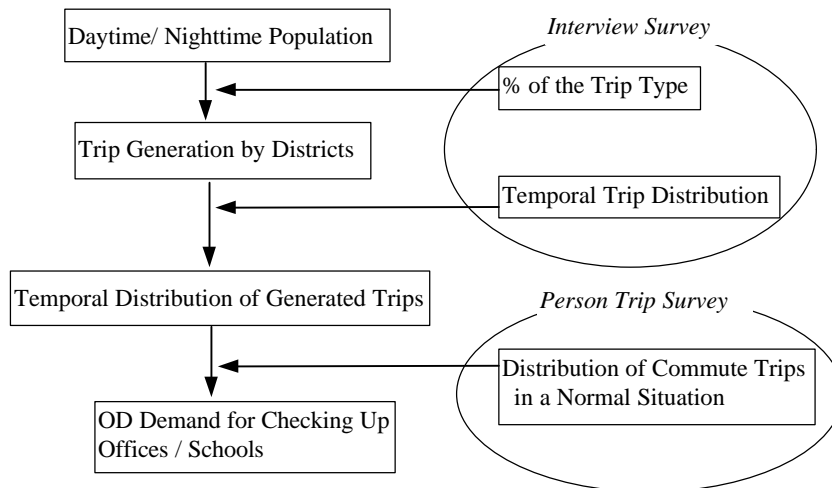 Daytime/ Nighttime Population
Interview Survey
% of the Trip Type
Trip Generation by Districts
Temporal Trip Distribution
Temporal Distribution of Generated Trips
Person Trip Survey
Distribution of Commute Trips
in a Normal Situation
OD Demand for Checking Up
Offices / Schools